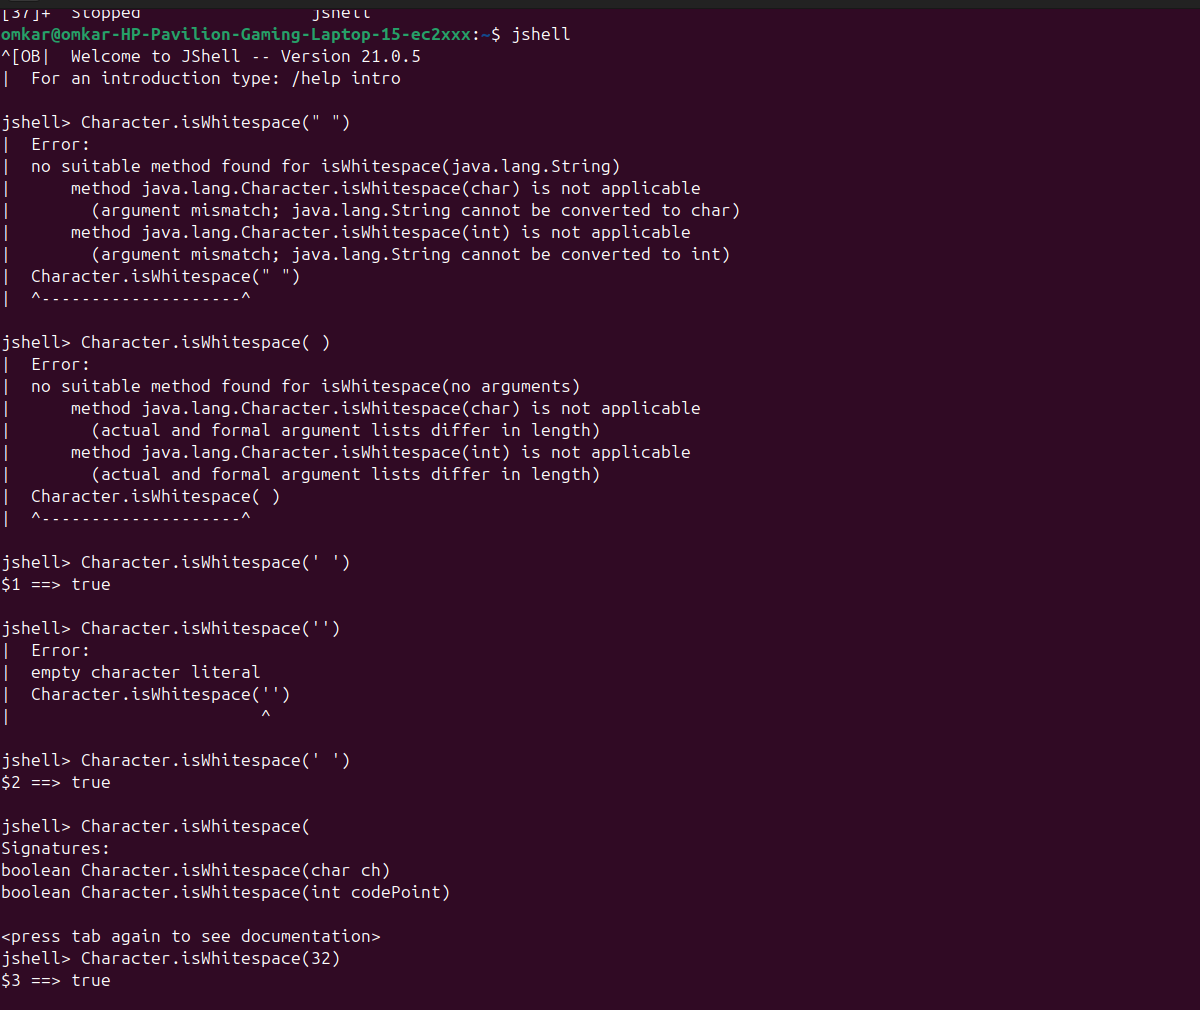 [37]+  Stopped                 jshell
omkar@omkar-HP-Pavilion-Gaming-Laptop-15-ec2xxx:~$ jshell
^[OB|  Welcome to JShell -- Version 21.0.5
|  For an introduction type: /help intro

jshell> Character.isWhitespace(" ")
|  Error:
|  no suitable method found for isWhitespace(java.lang.String)
|      method java.lang.Character.isWhitespace(char) is not applicable
|        (argument mismatch; java.lang.String cannot be converted to char)
|      method java.lang.Character.isWhitespace(int) is not applicable
|        (argument mismatch; java.lang.String cannot be converted to int)
|  Character.isWhitespace(" ")
|  ^--------------------^

jshell> Character.isWhitespace( )
|  Error:
|  no suitable method found for isWhitespace(no arguments)
|      method java.lang.Character.isWhitespace(char) is not applicable
|        (actual and formal argument lists differ in length)
|      method java.lang.Character.isWhitespace(int) is not applicable
|        (actual and formal argument lists differ in length)
|  Character.isWhitespace( )
|  ^--------------------^

jshell> Character.isWhitespace(' ')
$1 ==> true

jshell> Character.isWhitespace('')
|  Error:
|  empty character literal
|  Character.isWhitespace('')
|                         ^

jshell> Character.isWhitespace(' ')
$2 ==> true

jshell> Character.isWhitespace(
Signatures:
boolean Character.isWhitespace(char ch)
boolean Character.isWhitespace(int codePoint)

<press tab again to see documentation>
jshell> Character.isWhitespace(32)
$3 ==> true